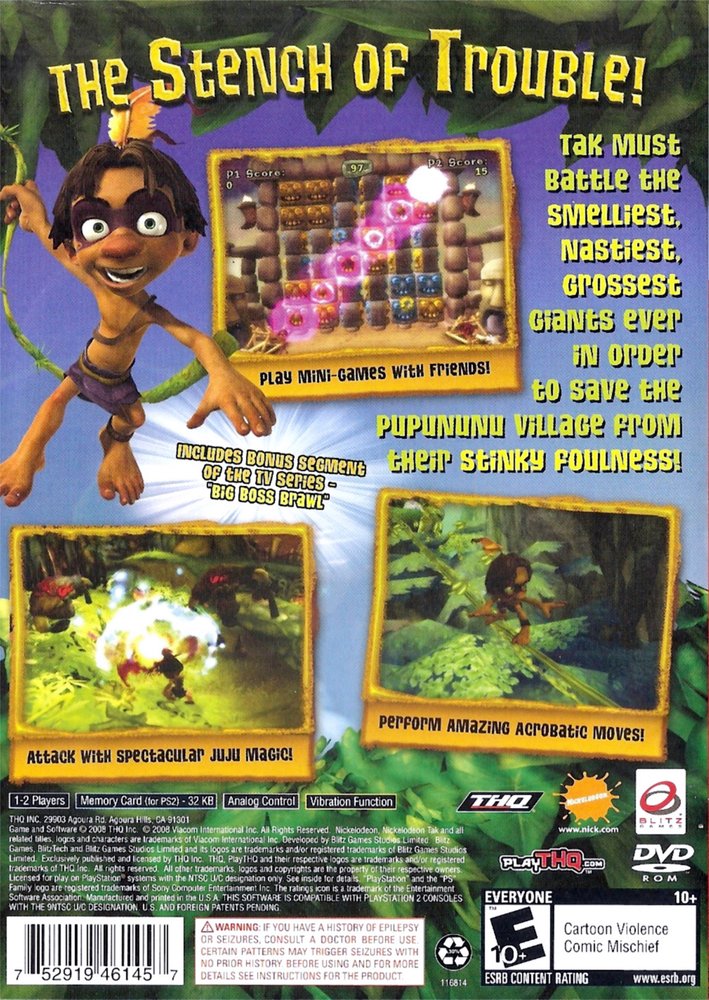 THE STENCH OF TROUBLE!
P1 Score:
0
97
P2 Score:
15
PLAY MINI-GAMES WITH FRIENDS!
TAK MUST
BATTLE THE
SMELLIEST,
NASTIEST,
GROSSEST
GIANTS EVER
IN ORDER
TO SAVE THE
PUPUNUNU VILLAGE FROM
THEIR STINKY FOULNESS!
INCLUDES BONUS SEGMENT
OF THE TV SERIES –
"BIG BOSS BRAWL"
ATTACK WITH SPECTACULAR JUJU MAGIC!
PERFORM AMAZING ACROBATIC MOVES!
1-2 Players
Memory Card (for PS2) - 32 KB
Analog Control
Vibration Function
THQ
NICKELODEON
www.nick.com
BLITZ
GAMES
THQ INC. 29903 Agoura Rd. Agoura Hills, CA 91301
Game and Software © 2008 THQ Inc. © 2008 Viacom International Inc. All Rights Reserved. Nickelodeon, Nickelodeon Tak and all
related titles, logos and characters are trademarks of Viacom International Inc. Developed by Blitz Games Studios Limited. Blitz
Games, BlitzTech and Blitz Games Studios Limited and its logos are trademarks and/or registered trademarks of Blitz Games Studios
Limited. Exclusively published and licensed by THQ Inc. THQ, PlayTHQ and their respective logos are trademarks and/or registered
trademarks of THQ Inc. All rights reserved. All other trademarks, logos and copyrights are the property of their respective owners.
Licensed for play on PlayStation® systems with the NTSC U/C designation only. See inside for details. "PlayStation" and the "PS"
Family logo are registered trademarks of Sony Computer Entertainment Inc. The ratings icon is a trademark of the Entertainment
Software Association. Manufactured and printed in the U.S.A. THIS SOFTWARE IS COMPATIBLE WITH PLAYSTATION 2 CONSOLES
WITH THE 9NTSC U/C DESIGNATION. U.S. AND FOREIGN PATENTS PENDING.
PLAYTHQ.COM
DVD
ROM
7 52919 46145 7
WARNING: IF YOU HAVE A HISTORY OF EPILEPSY
OR SEIZURES, CONSULT A DOCTOR BEFORE USE.
CERTAIN PATTERNS MAY TRIGGER SEIZURES WITH
NO PRIOR HISTORY BEFORE USING AND FOR MORE
DETAILS SEE INSTRUCTIONS FOR THE PRODUCT.
116814
EVERYONE 10+
E
10+
Cartoon Violence
Comic Mischief
ESRB CONTENT RATING www.esrb.org